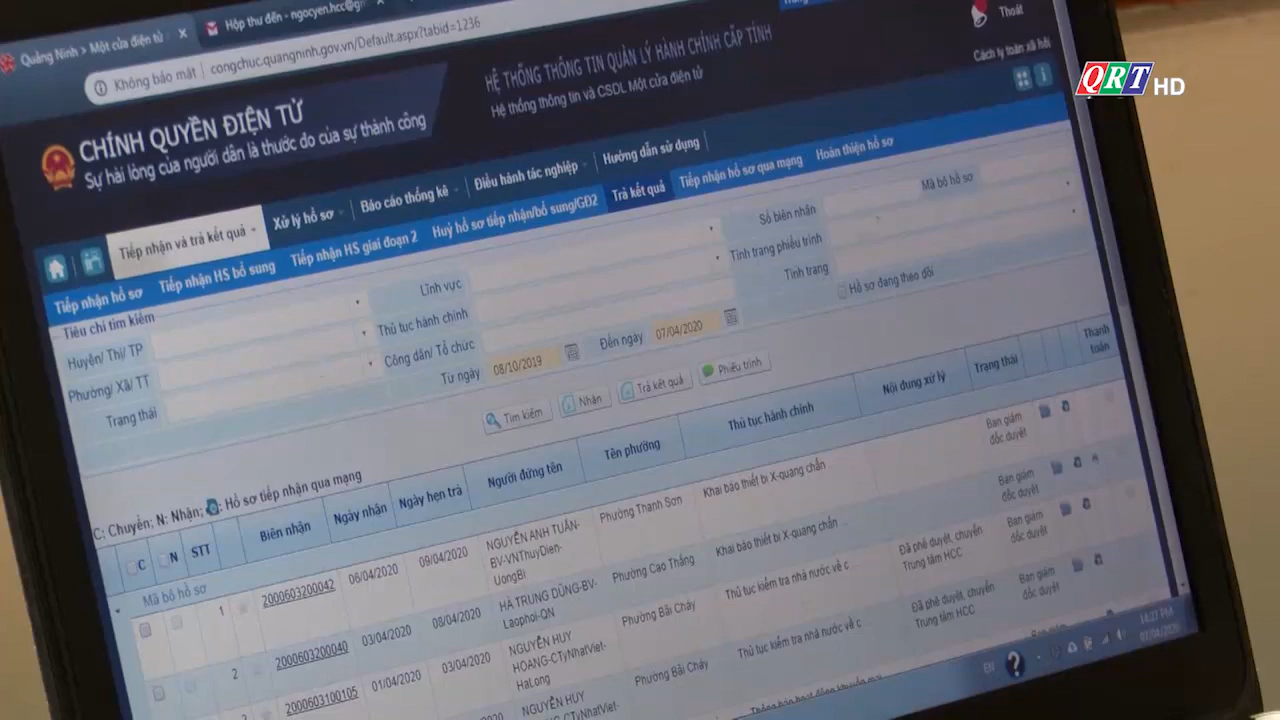 Quảng Ninh > Một cửa điện tử
Hộp thư đến - ngocyen.hcc@g
Không bảo mật | congchuc.quangninh.gov.vn/Default.aspx?tabid=1236
QRT HD
CHÍNH QUYỀN ĐIỆN TỬ
Sự hài lòng của người dân là thước đo của sự thành công
HỆ THỐNG THÔNG TIN QUẢN LÝ HÀNH CHÍNH CẤP TỈNH
Hệ thống thông tin và CSDL Một cửa điện tử
Thoát
Cách ly toàn xã hội
Tiếp nhận và trả kết quả
Xử lý hồ sơ
Báo cáo thống kê
Điều hành tác nghiệp
Hướng dẫn sử dụng
Tiếp nhận hồ sơ
Tiếp nhận HS bổ sung
Tiếp nhận HS giai đoạn 2
Huỷ hồ sơ tiếp nhận/bổ sung/GĐ2
Trả kết quả
Tiếp nhận hồ sơ qua mạng
Hoàn thiện hồ sơ
Tiêu chí tìm kiếm
Huyện/ Thị/ TP
Lĩnh vực
Số biên nhận
Mã bộ hồ sơ
Phường/ Xã/ TT
Thủ tục hành chính
Tình trạng phiếu trình
Trạng thái
Công dân/ Tổ chức
Tình trạng
Từ ngày 08/10/2019
Đến ngày 07/04/2020
Hồ sơ đang theo dõi
Tìm kiếm
Nhận
Trả kết quả
Phiếu trình
C: Chuyển; N: Nhận; : Hồ sơ tiếp nhận qua mạng
C N STT Biên nhận Ngày nhận Ngày hẹn trả Người đứng tên Tên phường Thủ tục hành chính Nội dung xử lý Trạng thái Thanh toán
Mã bộ hồ sơ
1 2000603200042 06/04/2020 09/04/2020
NGUYỄN ANH TUẤN-
BV-VNThuyDien-
UongBi
Phường Thanh Sơn
Khai báo thiết bị X-quang chẩn
Ban giám
đốc duyệt
2 2000603200040 03/04/2020 08/04/2020
HÀ TRUNG DŨNG-BV-
Laophoi-QN
Phường Cao Thắng
Khai báo thiết bị X-quang chẩn ...
Ban giám
đốc duyệt
2000603100105 01/04/2020 03/04/2020
NGUYỄN HUY
HOANG-CTyNhatViet-
HaLong
Phường Bãi Cháy
Thủ tục kiểm tra nhà nước về c ...
Đã phê duyệt, chuyển
Trung tâm HCC
Ban giám
đốc duyệt
NGUYỄN HUY
HOANG-CTyNhatViet-
Phường Bãi Cháy
Thủ tục kiểm tra nhà nước về c
Đã phê duyệt, chuyển
Trung tâm HCC
Ban giám
đốc duyệt
EN